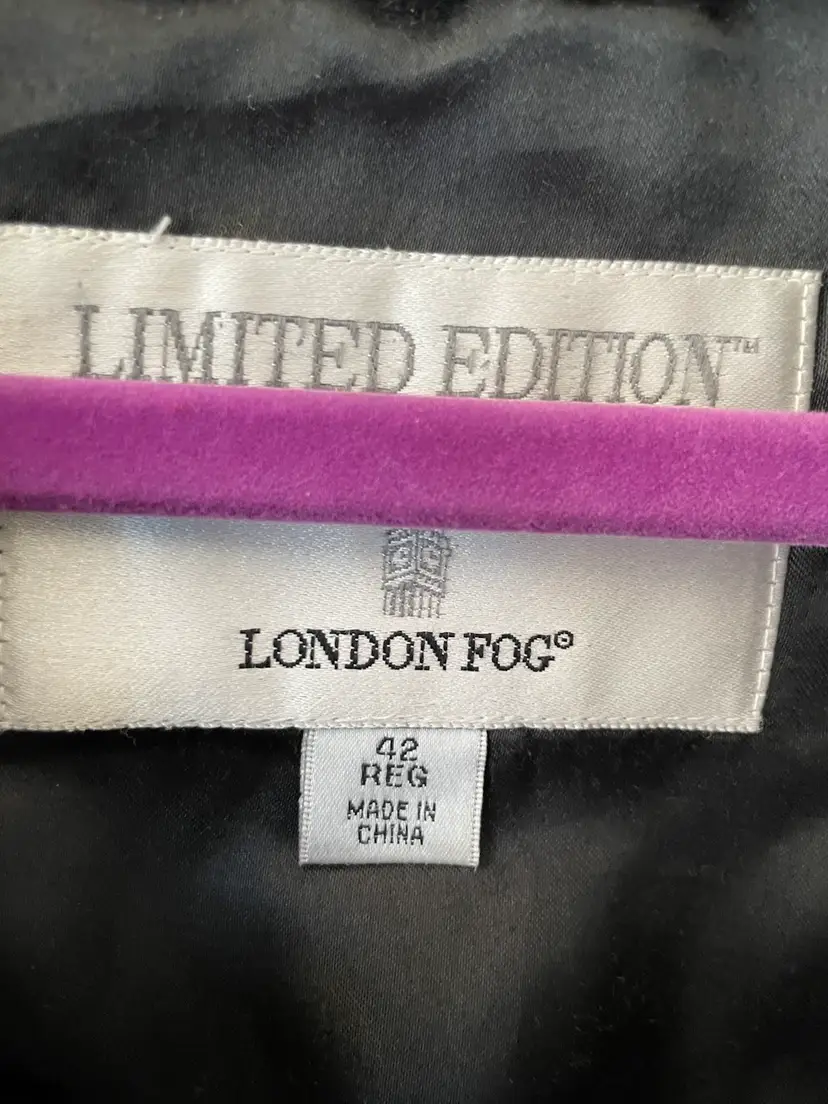 LIMITED EDITION™
LONDON FOG®
42
REG
MADE IN
CHINA